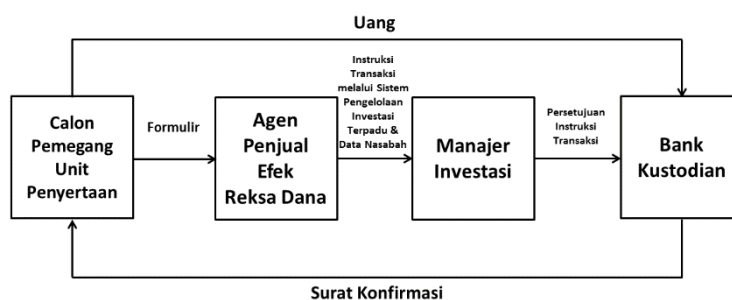 Uang
Calon
Pemegang
Unit
Penyertaan
Formulir
Agen
Penjual
Efek
Reksa Dana
Instruksi
Transaksi
melalui Sistem
Pengelolaan
Investasi
Terpadu &
Data Nasabah
Manajer
Investasi
Persetujuan
Instruksi
Transaksi
Bank
Kustodian
Surat Konfirmasi